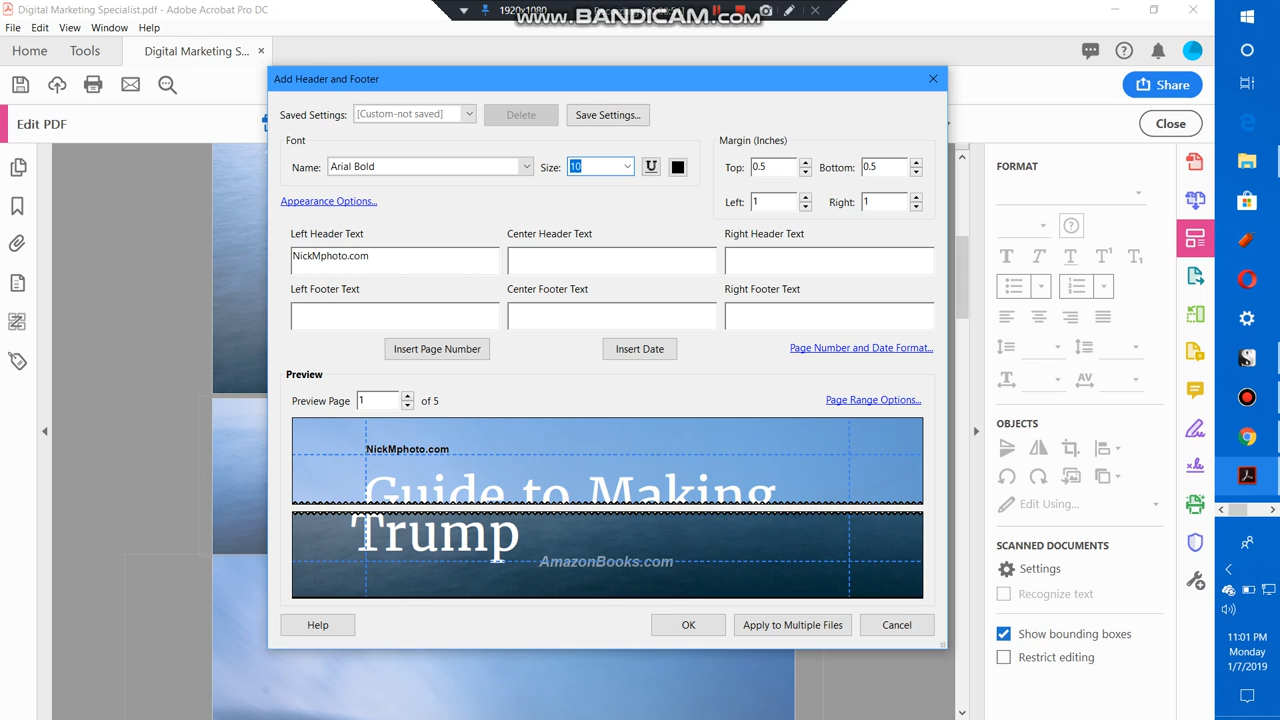 Digital Marketing Specialist.pdf - Adobe Acrobat Pro DC
1920x1080
www.BANDICAM.com
File Edit View Window Help
Home Tools Digital Marketing S... ×
Share
Edit PDF
Close
Add Header and Footer
Saved Settings: [Custom-not saved] Delete Save Settings...
Font
Name: Arial Bold Size: 10 U
Appearance Options...
Margin (Inches)
Top: 0.5 Bottom: 0.5
Left: 1 Right: 1
Left Header Text Center Header Text Right Header Text
NickMphoto.com
Left Footer Text Center Footer Text Right Footer Text
Insert Page Number Insert Date Page Number and Date Format...
Preview
Preview Page 1 of 5 Page Range Options...
NickMphoto.com
Guide to Making
Trump
AmazonBooks.com
Help OK Apply to Multiple Files Cancel
FORMAT
T T T T¹ T₁
AV
OBJECTS
Edit Using...
SCANNED DOCUMENTS
Settings
Recognize text
Show bounding boxes
Restrict editing
11:01 PM
Monday
1/7/2019